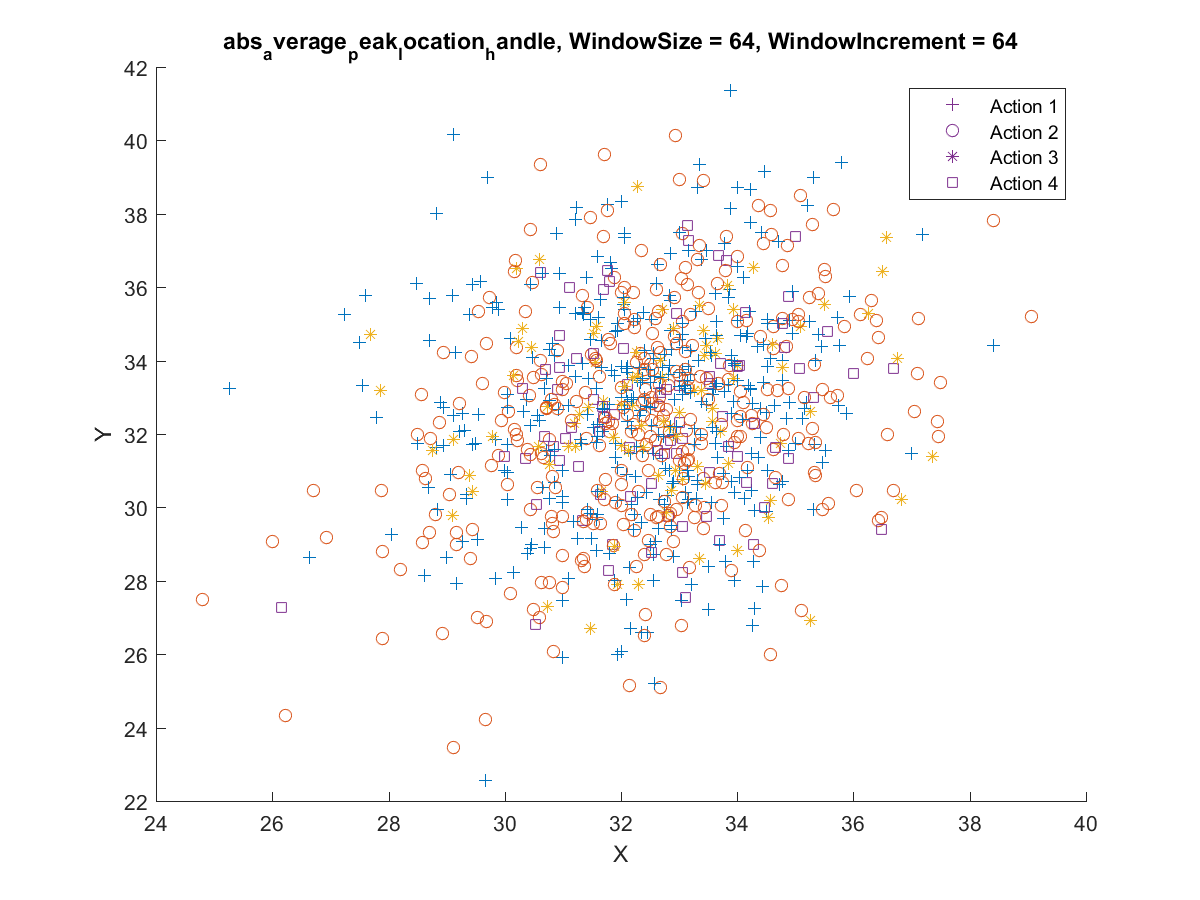 abs_average_peak_location_handle, WindowSize = 64, WindowIncrement = 64
42
40
38
36
34
32
30
28
26
24
22
Y
24 26 28 30 32 34 36 38 40
X
Action 1
Action 2
Action 3
Action 4